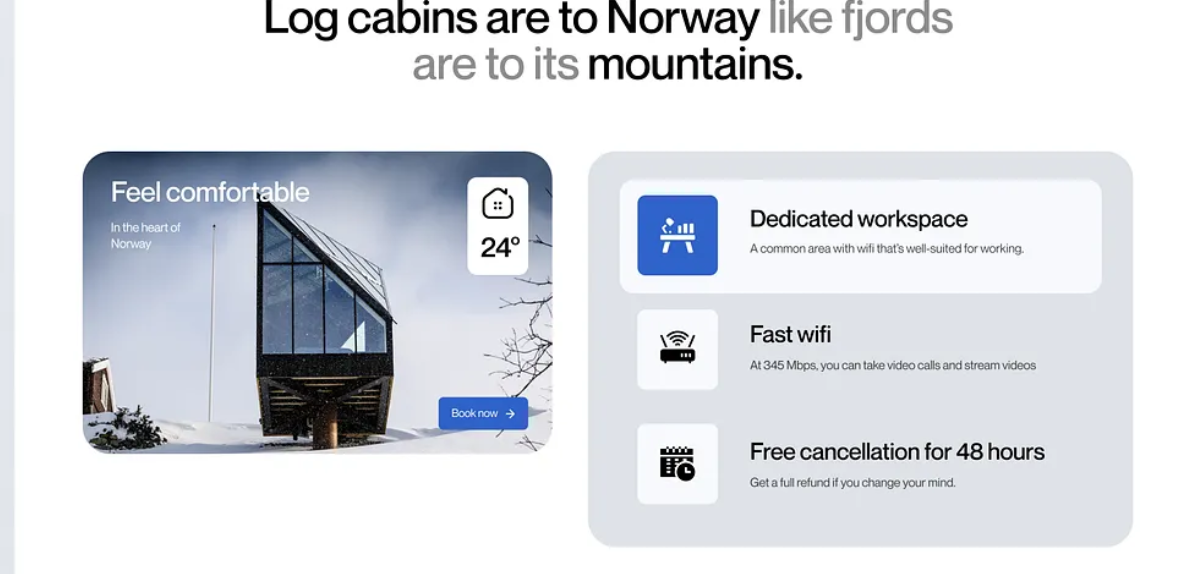 Log cabins are to Norway like fjords
are to its mountains.
Feel comfortable
In the heart of
Norway
24°
Book now →
Dedicated workspace
A common area with wifi that's well-suited for working.
Fast wifi
At 345 Mbps, you can take video calls and stream videos
Free cancellation for 48 hours
Get a full refund if you change your mind.